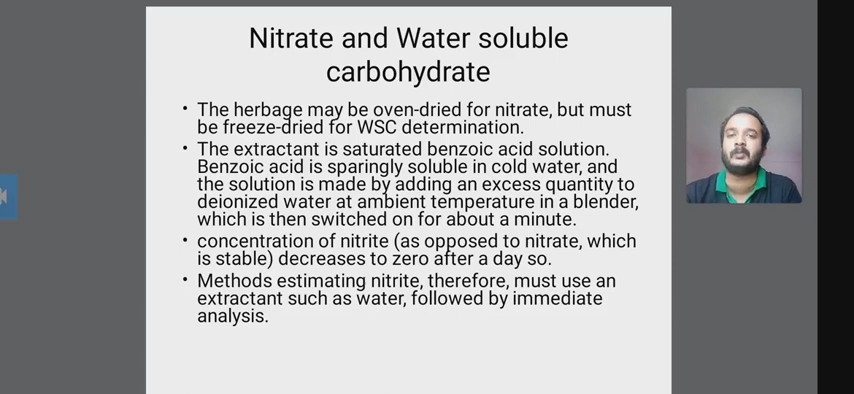 Nitrate and Water soluble
carbohydrate
• The herbage may be oven-dried for nitrate, but must
be freeze-dried for WSC determination.
• The extractant is saturated benzoic acid solution.
Benzoic acid is sparingly soluble in cold water, and
the solution is made by adding an excess quantity to
deionized water at ambient temperature in a blender,
which is then switched on for about a minute.
• concentration of nitrite (as opposed to nitrate, which
is stable) decreases to zero after a day so.
• Methods estimating nitrite, therefore, must use an
extractant such as water, followed by immediate
analysis.